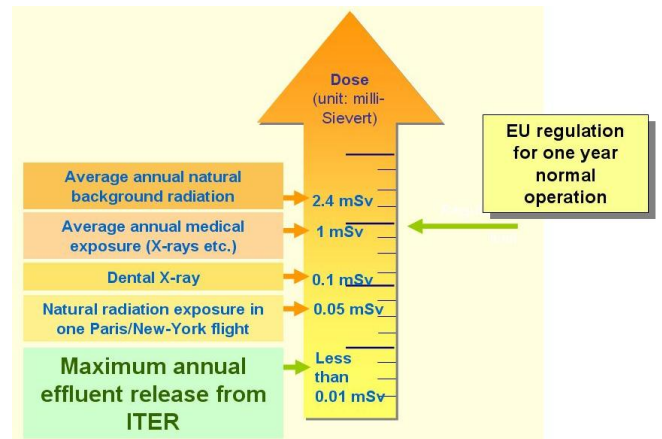 Dose
(unit: milli-
Sievert)
EU regulation
for one year
normal
operation
Average annual natural
background radiation
2.4 mSv
Average annual medical
exposure (X-rays etc.)
1 mSv
Dental X-ray
0.1 mSv
Natural radiation exposure in
one Paris/New-York flight
0.05 mSv
Maximum annual
effluent release from
ITER
Less
than
0.01 mSv